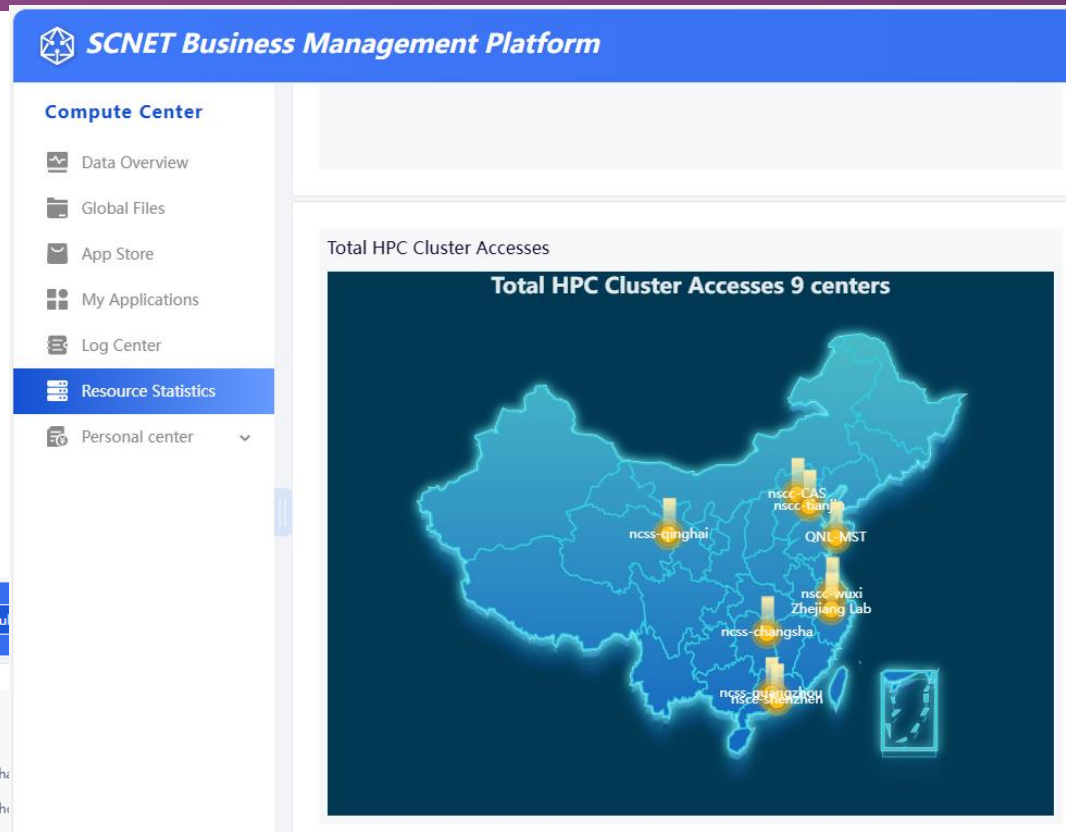 SCNET Business Management Platform
Compute Center
Data Overview
Global Files
App Store
My Applications
Log Center
Resource Statistics
Personal center
Total HPC Cluster Accesses
Total HPC Cluster Accesses 9 centers
nscc-CAS
nscc-tianjin
ncss-qinghai
QNL-MST
nscc-wuxi
Zhejiang Lab
ncss-changsha
ncss-guangzhou
nsce-shenzhen